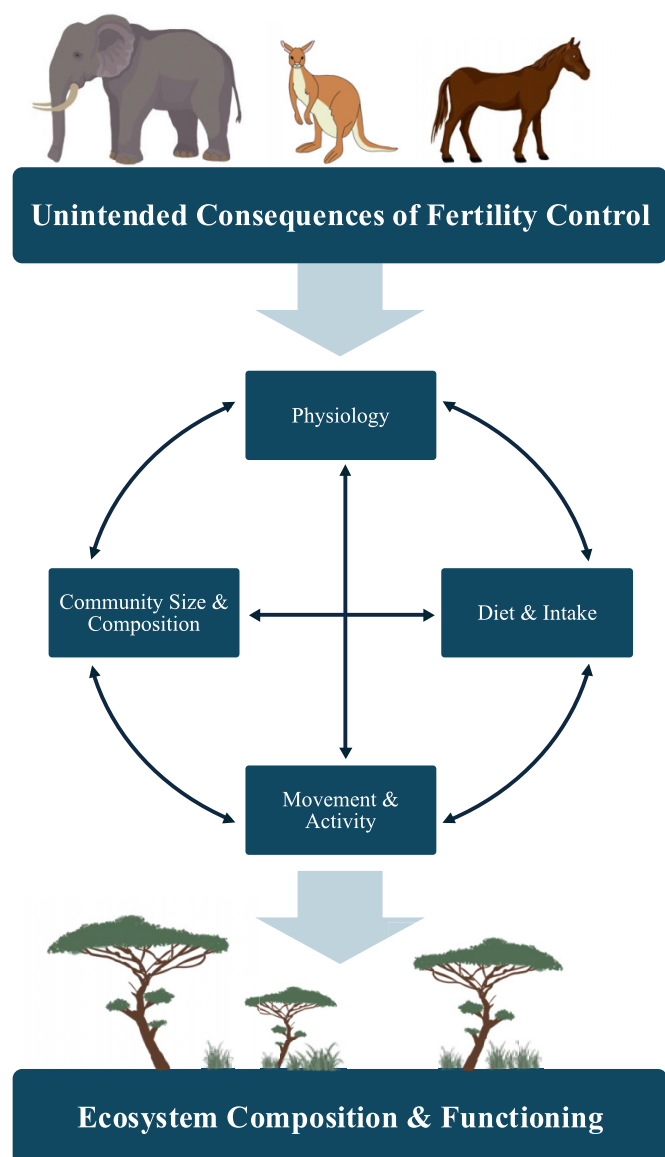 Unintended Consequences of Fertility Control
Physiology
Community Size &
Composition
Diet & Intake
Movement &
Activity
Ecosystem Composition & Functioning